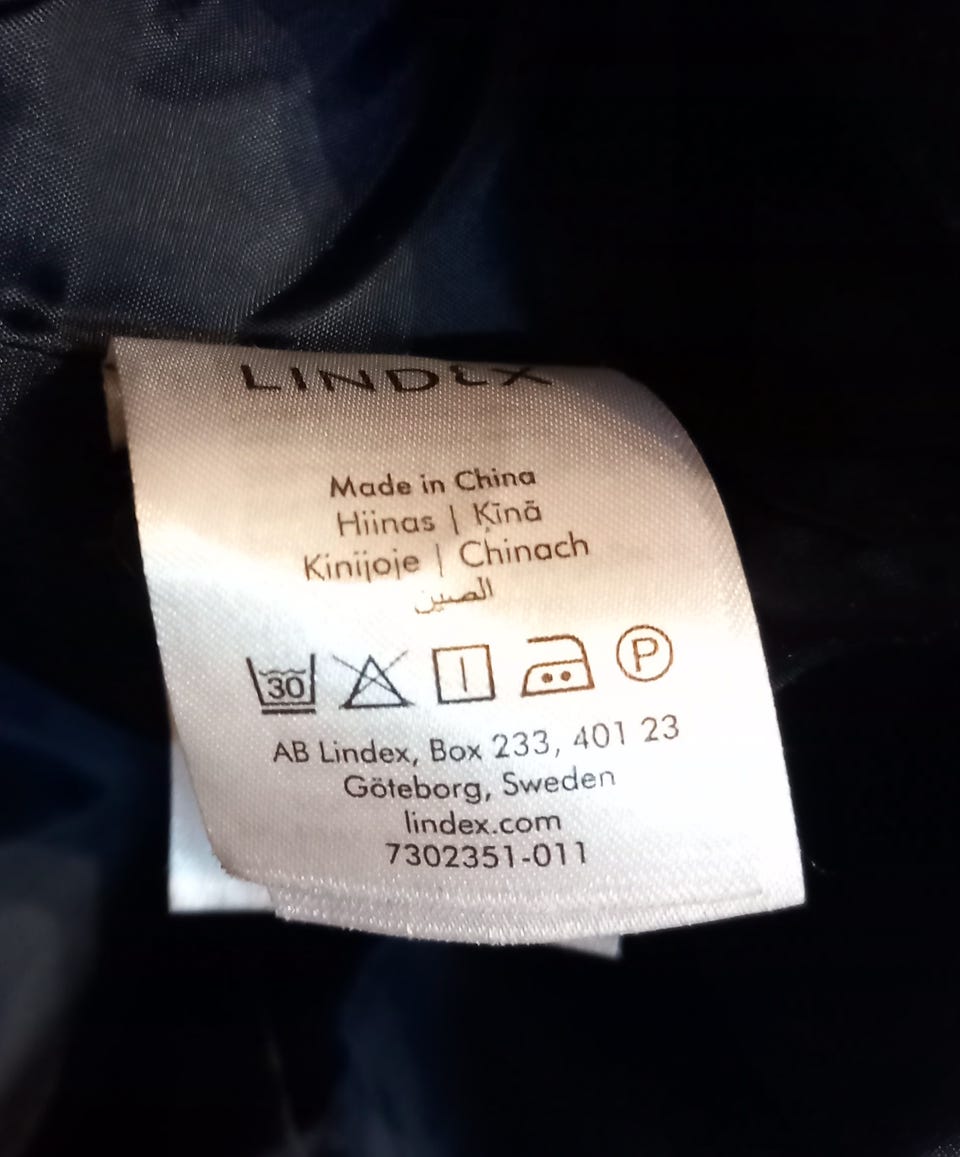 LINDEX
Made in China
Hiinas | Ķīnā
Kinijoje | Chinach
الصين
30 P
AB Lindex, Box 233, 401 23
Göteborg, Sweden
lindex.com
7302351-011